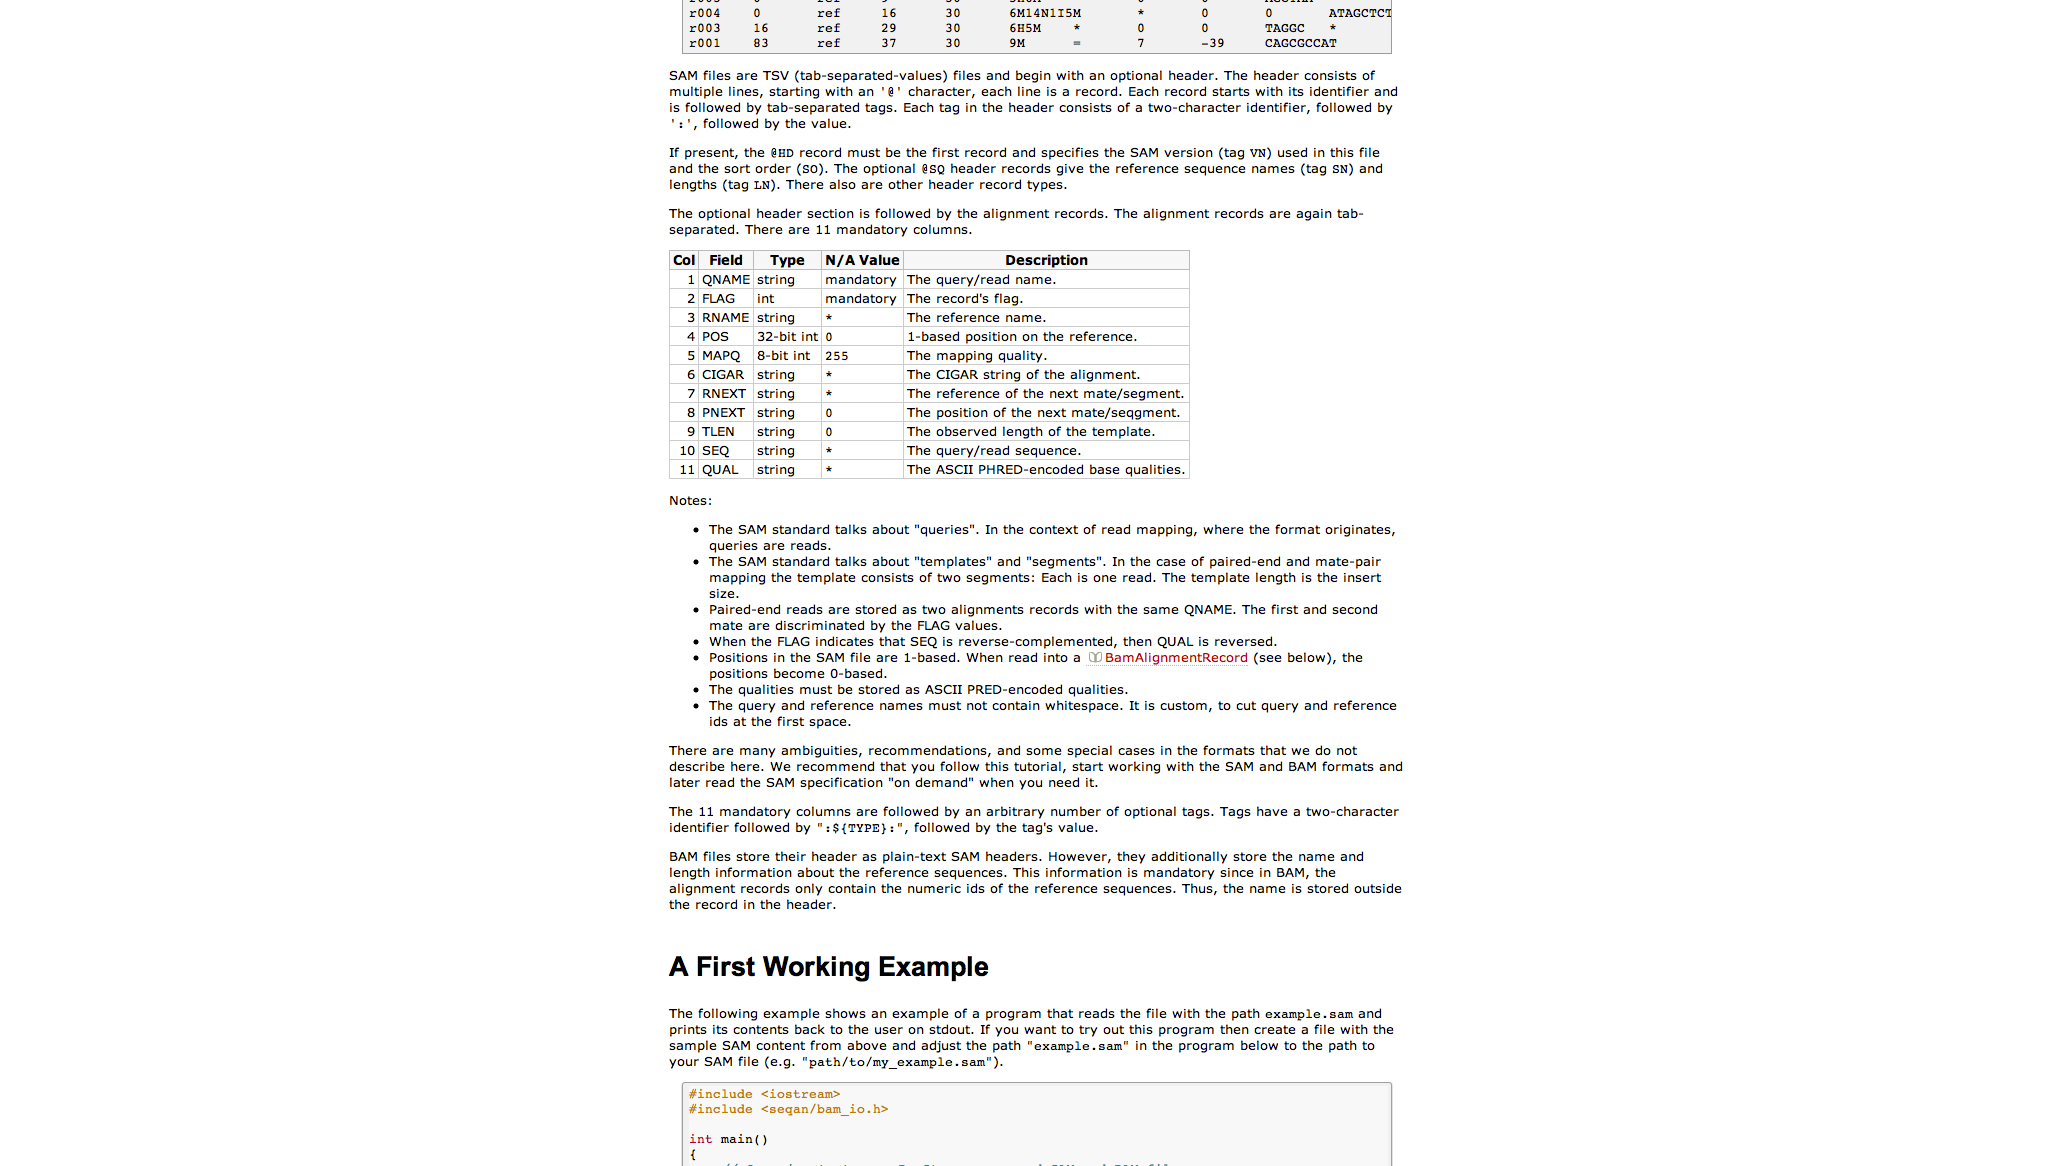 r004 0 ref 16 30 6M14N1I5M * 0 0 ATAGCTCT
r003 16 ref 29 30 6H5M * 0 0 TAGGC *
r001 83 ref 37 30 9M = 7 -39 CAGCGCCAT
SAM files are TSV (tab-separated-values) files and begin with an optional header. The header consists of
multiple lines, starting with an '@' character, each line is a record. Each record starts with its identifier and
is followed by tab-separated tags. Each tag in the header consists of a two-character identifier, followed by
':', followed by the value.
If present, the @HD record must be the first record and specifies the SAM version (tag VN) used in this file
and the sort order (SO). The optional @SQ header records give the reference sequence names (tag SN) and
lengths (tag LN). There also are other header record types.
The optional header section is followed by the alignment records. The alignment records are again tab-
separated. There are 11 mandatory columns.
Col Field Type N/A Value Description
1 QNAME string mandatory The query/read name.
2 FLAG int mandatory The record's flag.
3 RNAME string * The reference name.
4 POS 32-bit int 0 1-based position on the reference.
5 MAPQ 8-bit int 255 The mapping quality.
6 CIGAR string * The CIGAR string of the alignment.
7 RNEXT string * The reference of the next mate/segment.
8 PNEXT string 0 The position of the next mate/seqgment.
9 TLEN string 0 The observed length of the template.
10 SEQ string * The query/read sequence.
11 QUAL string * The ASCII PHRED-encoded base qualities.
Notes:
• The SAM standard talks about "queries". In the context of read mapping, where the format originates,
queries are reads.
• The SAM standard talks about "templates" and "segments". In the case of paired-end and mate-pair
mapping the template consists of two segments: Each is one read. The template length is the insert
size.
• Paired-end reads are stored as two alignments records with the same QNAME. The first and second
mate are discriminated by the FLAG values.
• When the FLAG indicates that SEQ is reverse-complemented, then QUAL is reversed.
• Positions in the SAM file are 1-based. When read into a BamAlignmentRecord (see below), the
positions become 0-based.
• The qualities must be stored as ASCII PRED-encoded qualities.
• The query and reference names must not contain whitespace. It is custom, to cut query and reference
ids at the first space.
There are many ambiguities, recommendations, and some special cases in the formats that we do not
describe here. We recommend that you follow this tutorial, start working with the SAM and BAM formats and
later read the SAM specification "on demand" when you need it.
The 11 mandatory columns are followed by an arbitrary number of optional tags. Tags have a two-character
identifier followed by ":${TYPE}:", followed by the tag's value.
BAM files store their header as plain-text SAM headers. However, they additionally store the name and
length information about the reference sequences. This information is mandatory since in BAM, the
alignment records only contain the numeric ids of the reference sequences. Thus, the name is stored outside
the record in the header.
A First Working Example
The following example shows an example of a program that reads the file with the path example.sam and
prints its contents back to the user on stdout. If you want to try out this program then create a file with the
sample SAM content from above and adjust the path "example.sam" in the program below to the path to
your SAM file (e.g. "path/to/my_example.sam").
#include <iostream>
#include <seqan/bam_io.h>
int main()
{